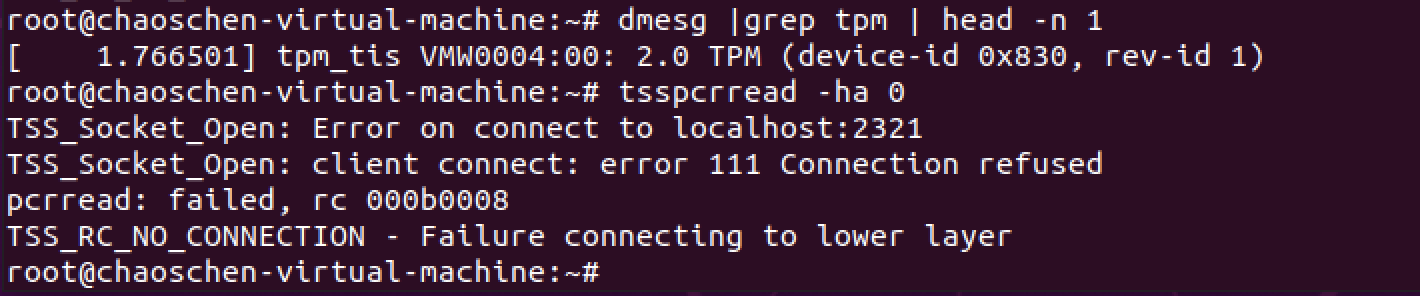 root@chaoschen-virtual-machine:~# dmesg |grep tpm | head -n 1
[    1.766501] tpm_tis VMW0004:00: 2.0 TPM (device-id 0x830, rev-id 1)
root@chaoschen-virtual-machine:~# tsspcrread -ha 0
TSS_Socket_Open: Error on connect to localhost:2321
TSS_Socket_Open: client connect: error 111 Connection refused
pcrread: failed, rc 000b0008
TSS_RC_NO_CONNECTION - Failure connecting to lower layer
root@chaoschen-virtual-machine:~#